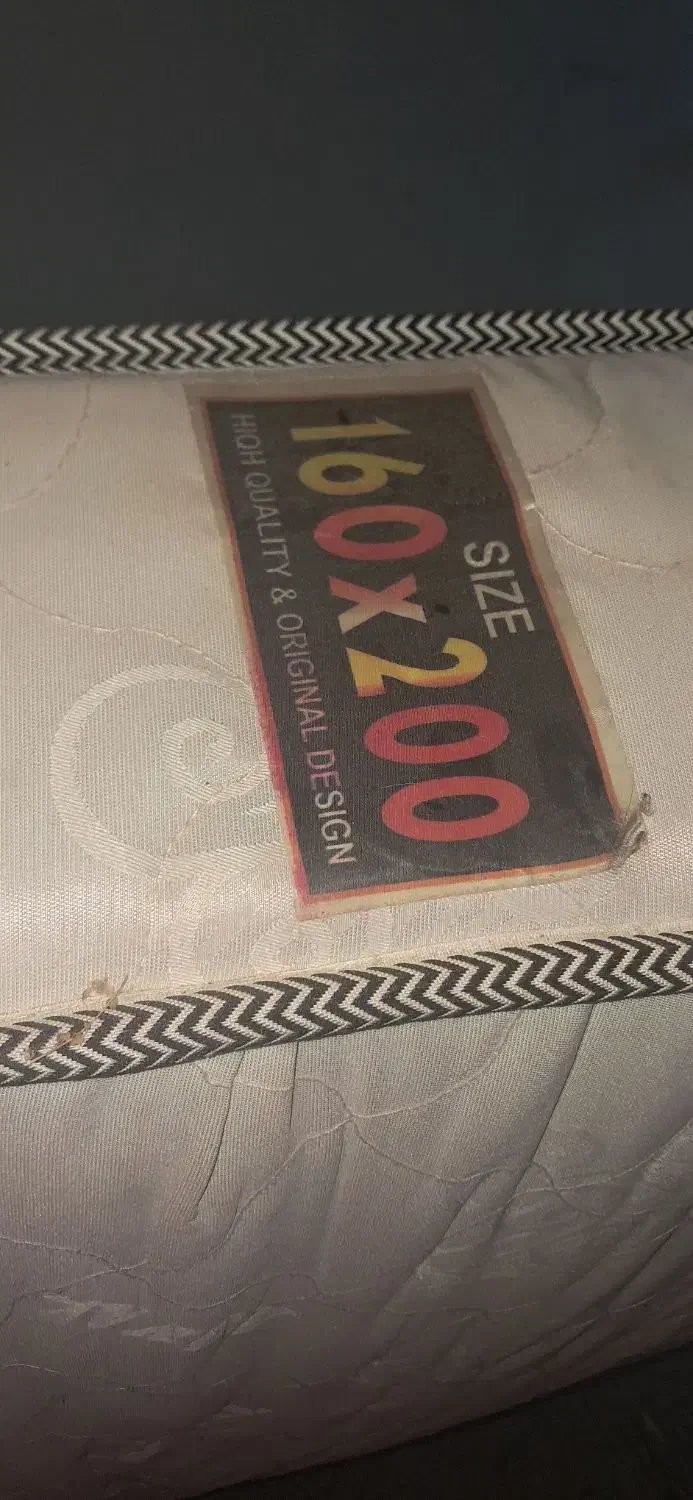 SIZE
160x200
HIGH QUALITY & ORIGINAL DESIGN